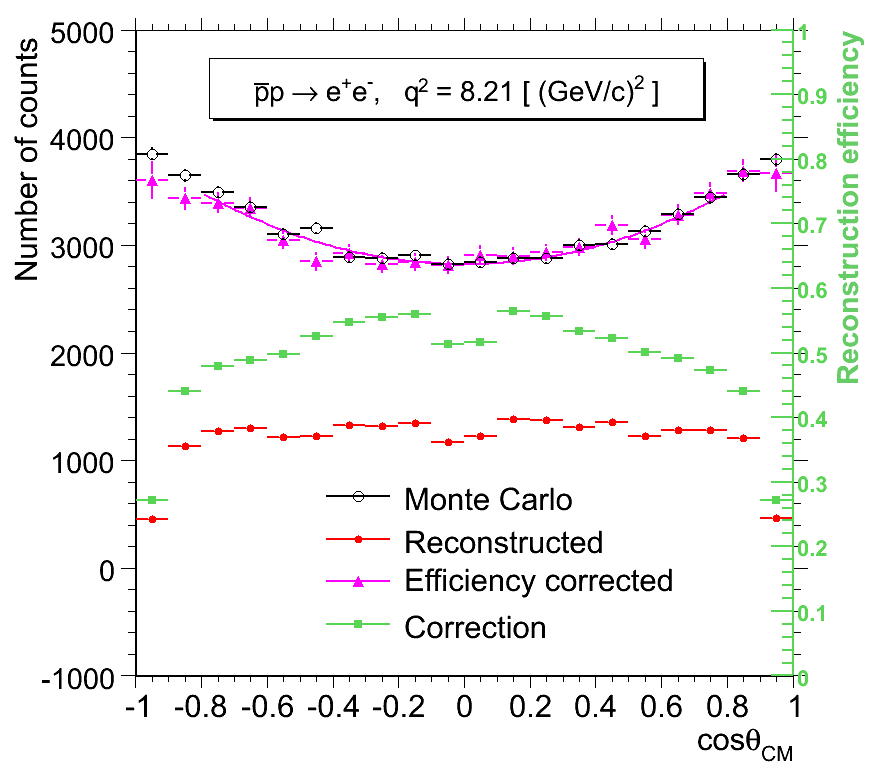 p̅p → e⁺e⁻, q² = 8.21 [ (GeV/c)² ]
Number of counts
5000
4000
3000
2000
1000
0
-1000
Reconstruction efficiency
1
0.9
0.8
0.7
0.6
0.5
0.4
0.3
0.2
0.1
0
Monte Carlo
Reconstructed
Efficiency corrected
Correction
-1 -0.8 -0.6 -0.4 -0.2 0 0.2 0.4 0.6 0.8 1
cosθ_CM